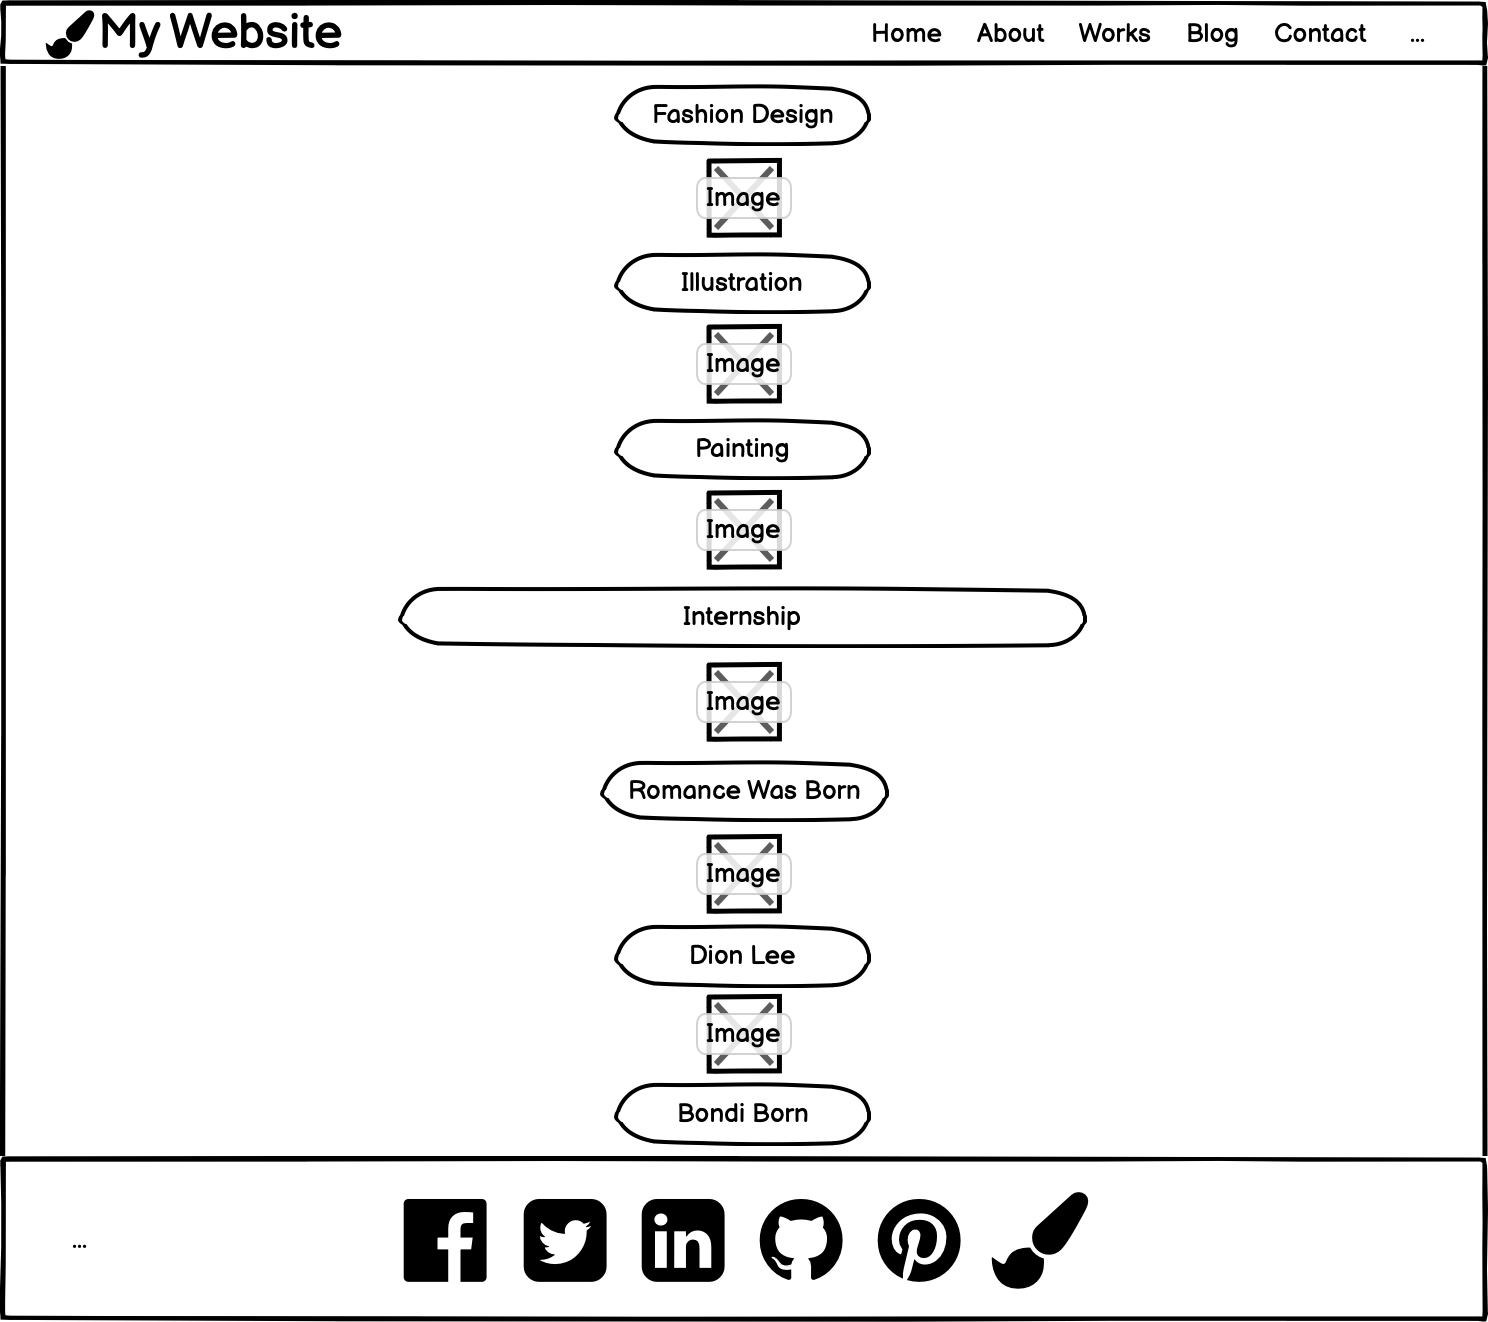 My Website
Home About Works Blog Contact ...
Fashion Design
Image
Illustration
Image
Painting
Image
Internship
Image
Romance Was Born
Image
Dion Lee
Image
Bondi Born
...